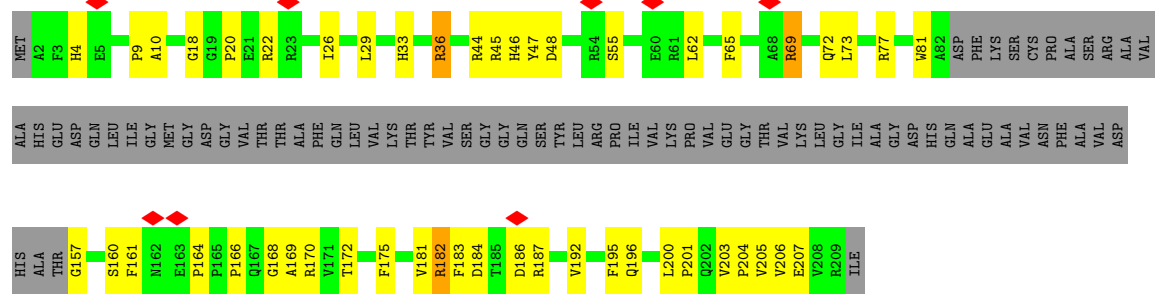 MET A2 F3 H4 E5 P9 A10 G18 G19 P20 E21 R22 R23 I26 L29 H33 R36 R44 R45 H46 Y47 D48 R54 S55 E60 R61 L62 F65 A68 R69 Q72 L73 R77 W81 A82 ASP PHE LYS SER CYS PRO ALA SER ARG ALA VAL
ALA HIS GLU ASP GLN LEU ILE GLY MET GLY ASP GLY VAL THR THR ALA PHE GLN LEU VAL LYS THR TYR VAL SER GLY GLY GLN SER TYR LEU ARG PRO ILE VAL LYS PRO VAL GLU GLY THR VAL LYS LEU GLY ILE ALA GLY ASP HIS GLN ALA GLU ALA VAL ASN PHE ALA VAL ASP
HIS ALA THR G157 S160 F161 N162 E163 P164 P165 P166 Q167 G168 A169 R170 V171 T172 F175 V181 R182 F183 D184 T185 D186 R187 V192 F195 Q196 L200 P201 Q202 V203 P204 V205 V206 E207 V208 R209 ILE